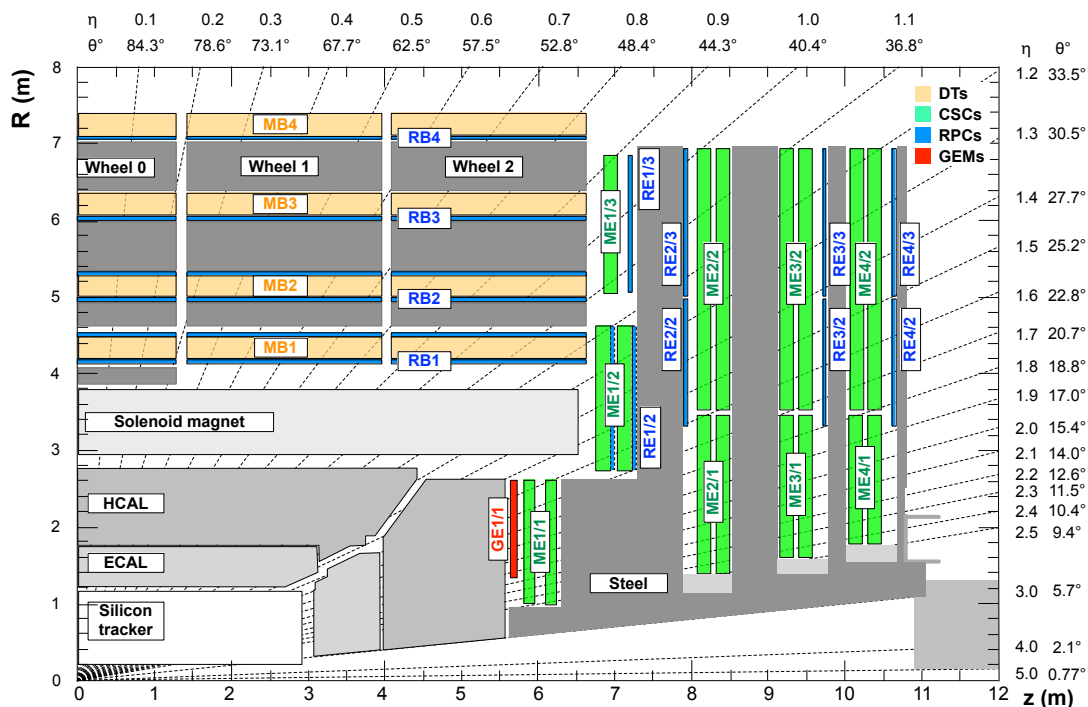 η 0.1 0.2 0.3 0.4 0.5 0.6 0.7 0.8 0.9 1.0 1.1
θ° 84.3° 78.6° 73.1° 67.7° 62.5° 57.5° 52.8° 48.4° 44.3° 40.4° 36.8° η θ°
R (m)
8
7
6
5
4
3
2
1
0
1.2 33.5°
1.3 30.5°
1.4 27.7°
1.5 25.2°
1.6 22.8°
1.7 20.7°
1.8 18.8°
1.9 17.0°
2.0 15.4°
2.1 14.0°
2.2 12.6°
2.3 11.5°
2.4 10.4°
2.5 9.4°
3.0 5.7°
4.0 2.1°
5.0 0.77°
DTs
CSCs
RPCs
GEMs
MB4
RB4
Wheel 0
Wheel 1
Wheel 2
MB3
RB3
MB2
RB2
MB1
RB1
Solenoid magnet
HCAL
ECAL
Silicon
tracker
Steel
GE1/1
ME1/1
ME1/2
ME1/3
RE1/3
RE1/2
RE2/3
RE2/2
ME2/2
ME2/1
ME3/2
ME3/1
RE3/3
RE3/2
ME4/2
ME4/1
RE4/3
RE4/2
0 1 2 3 4 5 6 7 8 9 10 11 12
z (m)